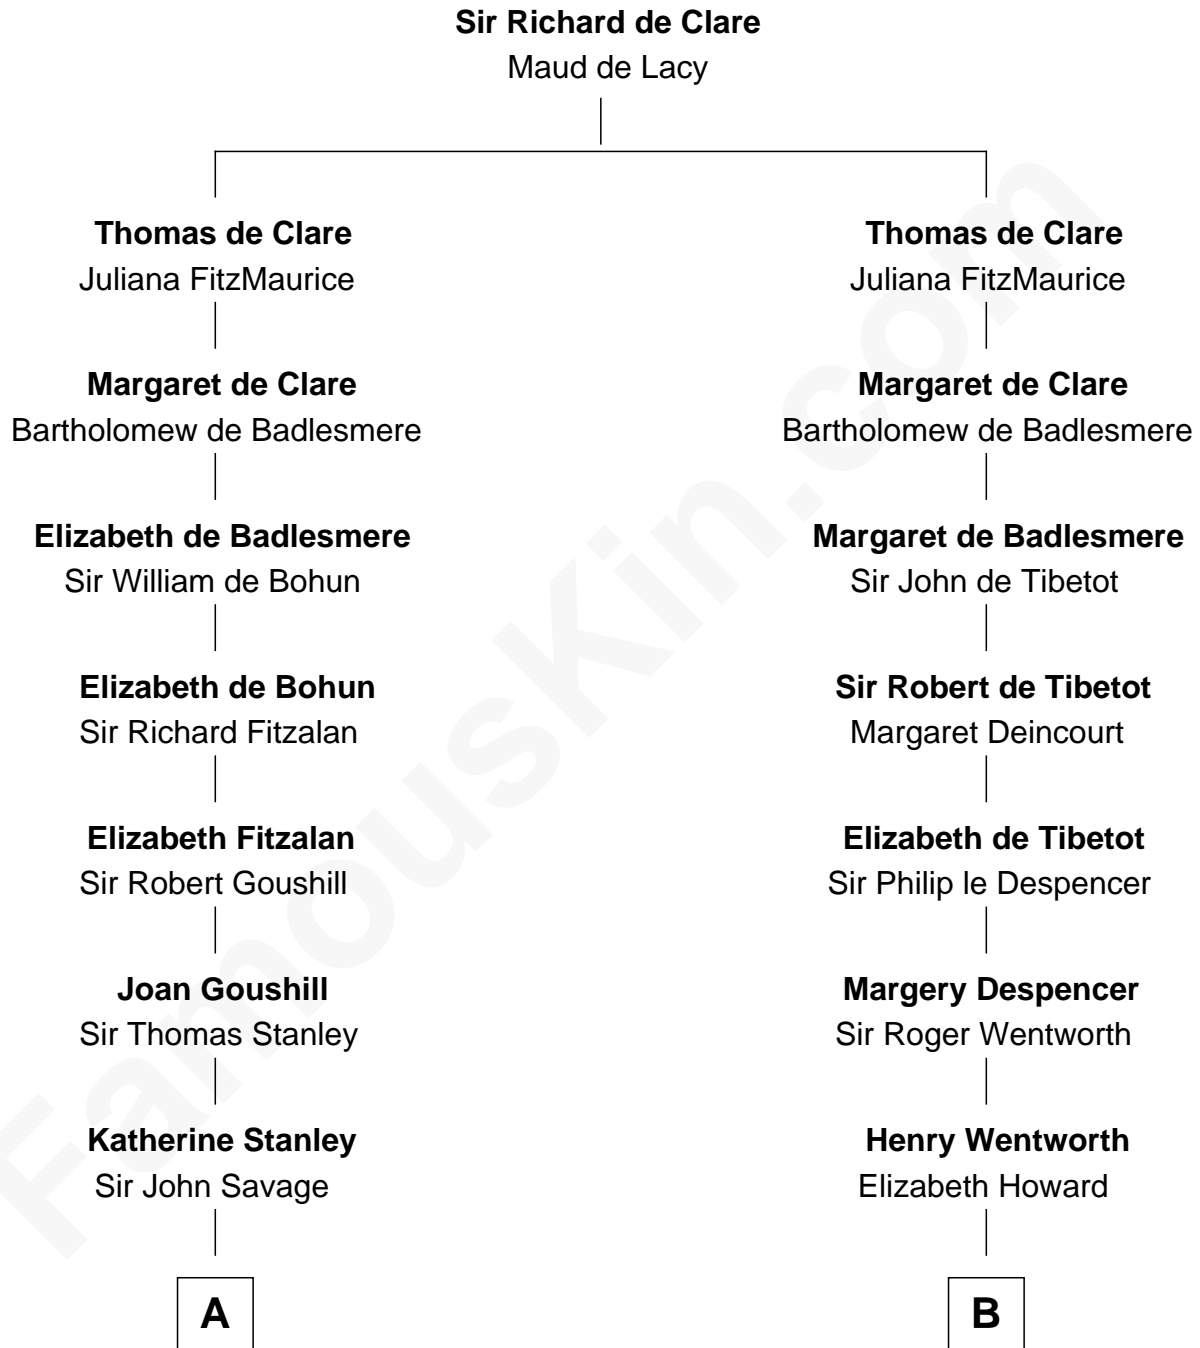 Sir Richard de Clare
Maud de Lacy
Thomas de Clare
Juliana FitzMaurice
Margaret de Clare
Bartholomew de Badlesmere
Elizabeth de Badlesmere
Sir William de Bohun
Elizabeth de Bohun
Sir Richard Fitzalan
Elizabeth Fitzalan
Sir Robert Goushill
Joan Goushill
Sir Thomas Stanley
Katherine Stanley
Sir John Savage
A
Thomas de Clare
Juliana FitzMaurice
Margaret de Clare
Bartholomew de Badlesmere
Margaret de Badlesmere
Sir John de Tibetot
Sir Robert de Tibetot
Margaret Deincourt
Elizabeth de Tibetot
Sir Philip le Despencer
Margery Despencer
Sir Roger Wentworth
Henry Wentworth
Elizabeth Howard
B
FamousKin.com